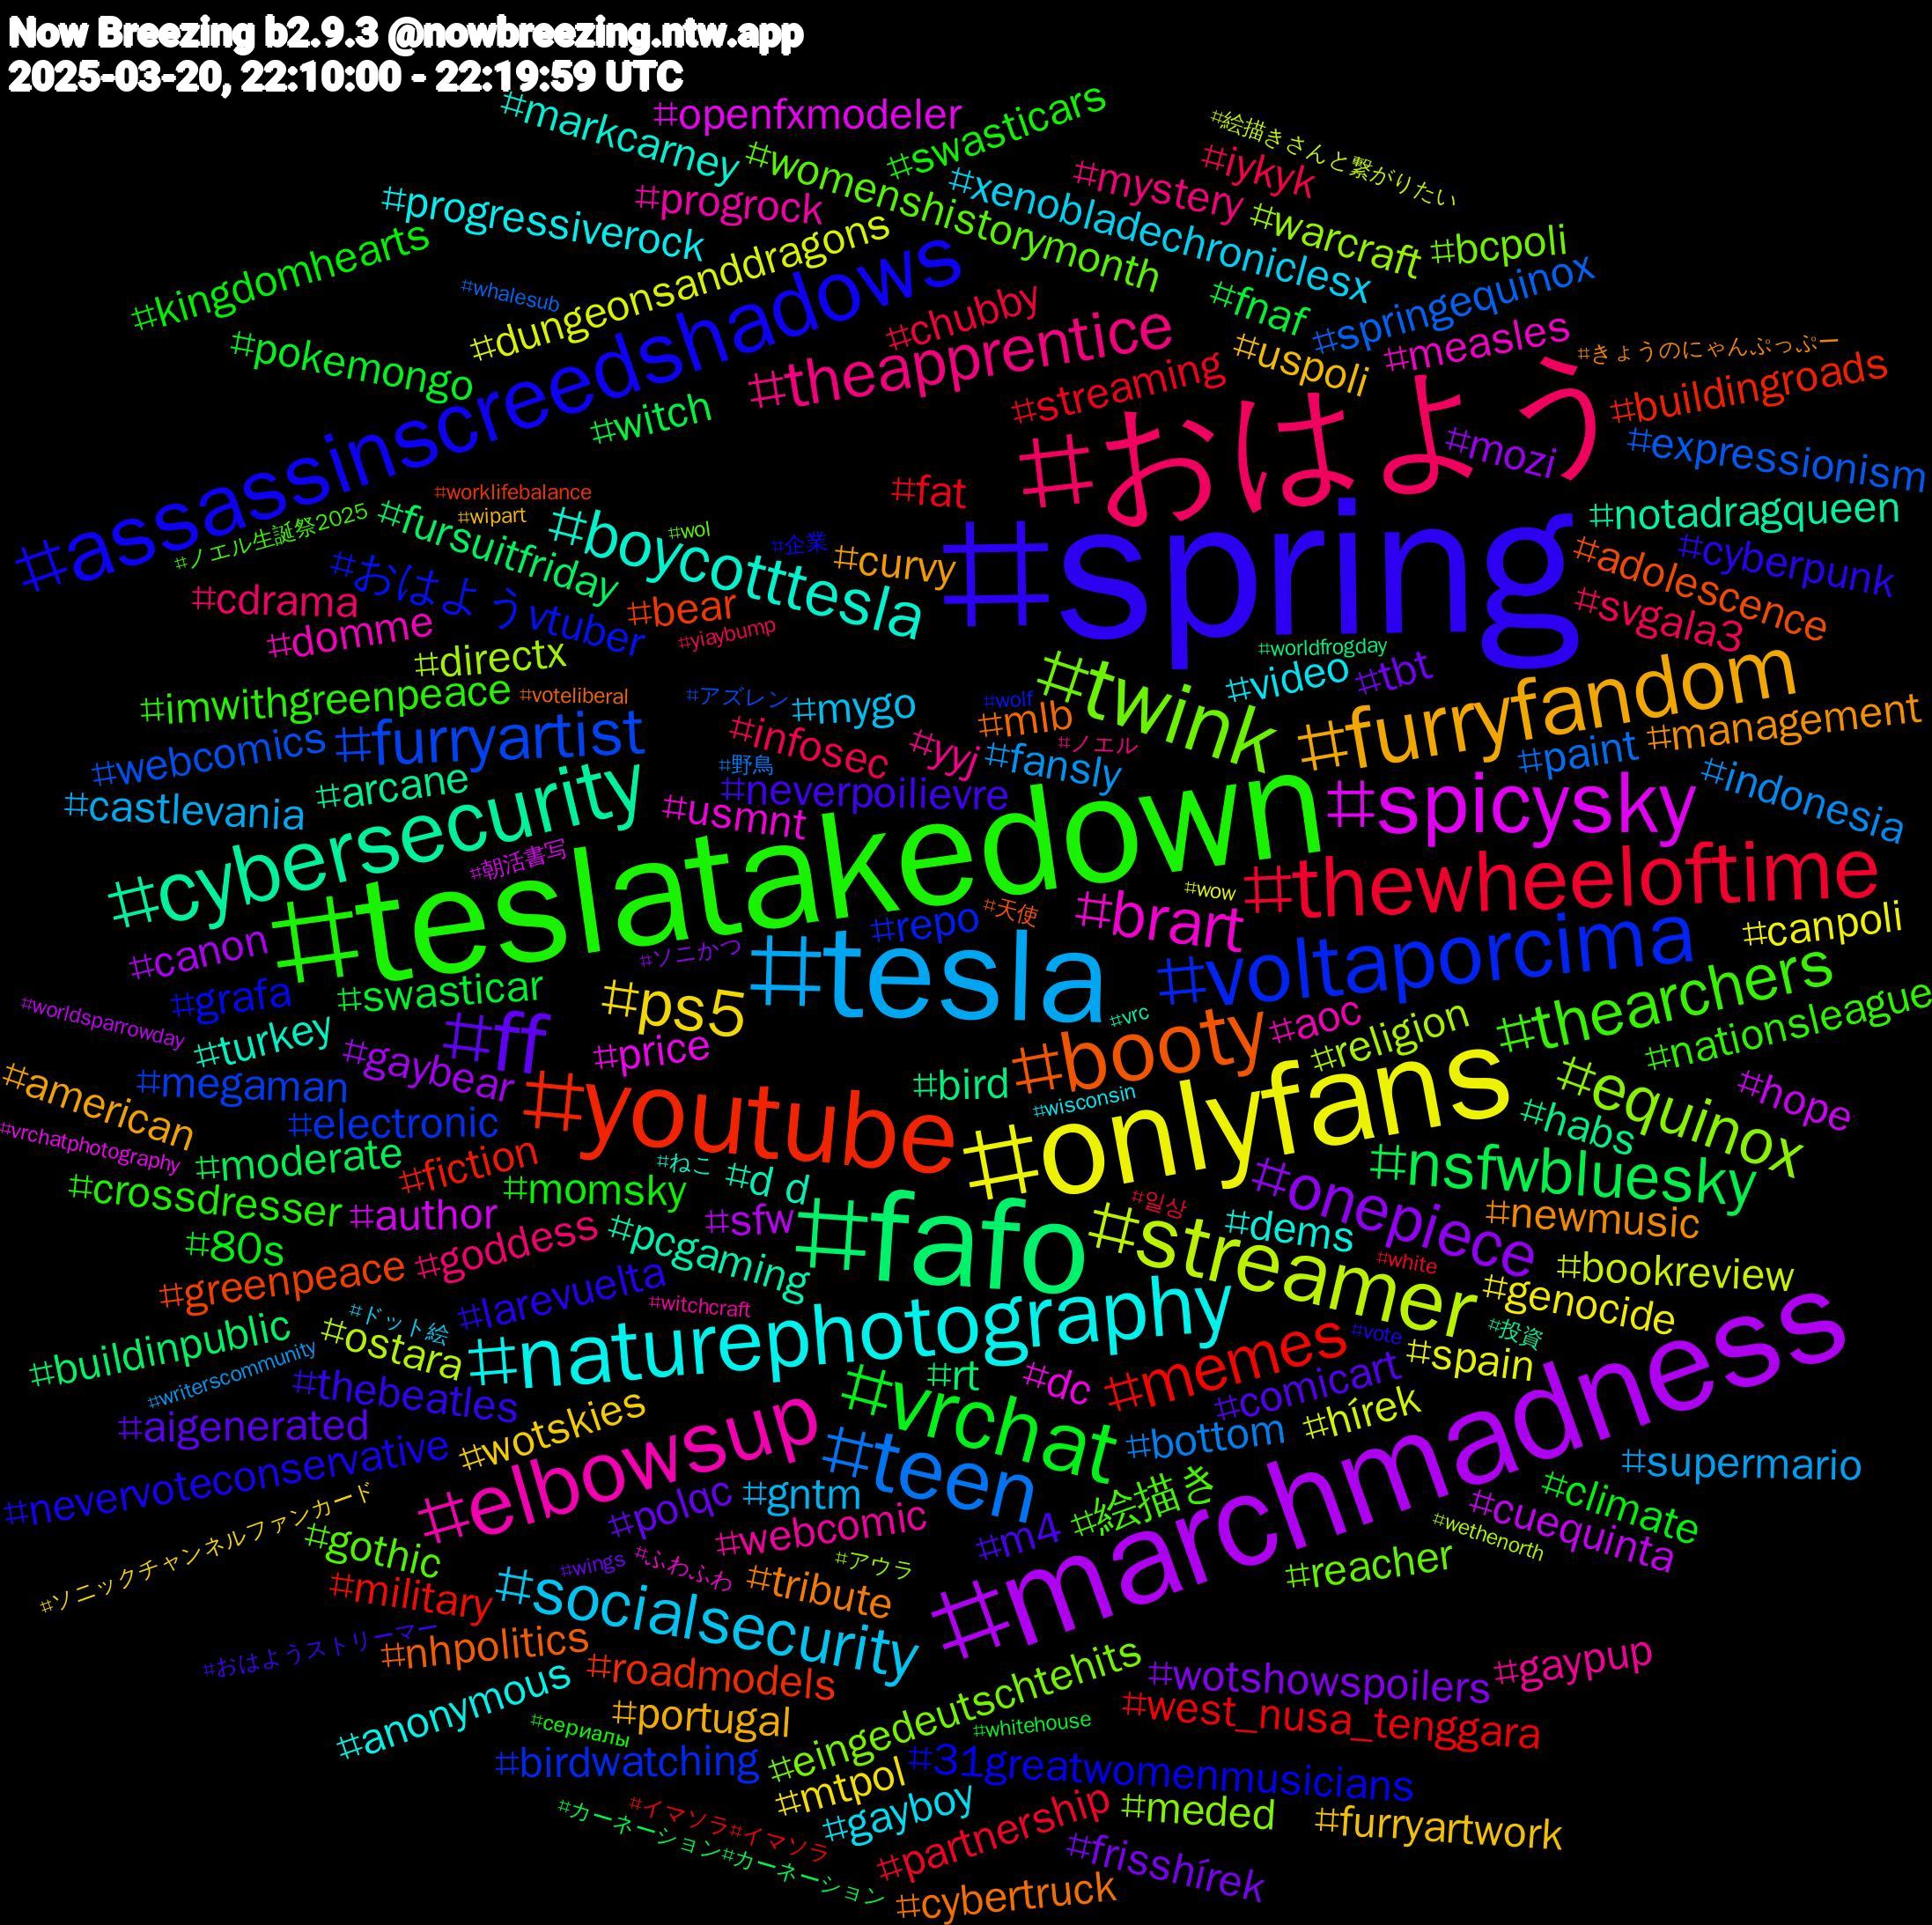 Now Breezing b2.9.3 @nowbreezing.ntw.app
2025-03-20, 22:10:00 - 22:19:59 UTC
#openfxmodeler
#swasticars
#markcarney
#womenshistorymonth
#iykyk
#絵描きさんと繋がりたい
#mystery
#progrock
#xenobladechroniclesx
#warcraft
#bcpoli
#progressiverock
#dungeonsanddragons
#kingdomhearts
#assassinscreedshadows
#theapprentice
#おはよう
#fnaf
#springequinox
#whalesub
#chubby
#measles
#きょうのにゃんぷっぷー
#pokemongo
#uspoli
#streaming
#buildingroads
#witch
#mozi
#expressionism
#worklifebalance
#fat
#wipart
#ノエル生誕祭2025
#fursuitfriday
#wol
#boycotttesla
#企業
#spring
#notadragqueen
#curvy
#adolescence
#cyberpunk
#おはようvtuber
#cdrama
#bear
#svgala3
#yiaybump
#worldfrogday
#domme
#directx
#twink
#tbt
#video
#furryfandom
#imwithgreenpeace
#voteliberal
#アズレン
#wolf
#mygo
#mlb
#management
#furryartist
#webcomics
#infosec
#yyj
#ノエル
#野鳥
#fansly
#paint
#indonesia
#arcane
#castlevania
#cybersecurity
#neverpoilievre
#usmnt
#teslatakedown
#spicysky
#thewheeloftime
#朝活書写
#wow
#天使
#brart
#repo
#canon
#ソニかつ
#voltaporcima
#canpoli
#grafa
#swasticar
#tesla
#ps5
#thearchers
#nationsleague
#worldsparrowday
#turkey
#vrc
#aoc
#religion
#ff
#booty
#price
#gaybear
#megaman
#american
#bird
#wisconsin
#equinox
#hope
#youtube
#onlyfans
#electronic
#vrchatphotography
#habs
#moderate
#fiction
#ねこ
#d d
#nsfwbluesky
#crossdresser
#momsky
#fafo
#streamer
#onepiece
#author
#sfw
#일상
#dems
#newmusic
#80s
#goddess
#pcgaming
#bookreview
#white
#greenpeace
#larevuelta
#naturephotography
#genocide
#witchcraft
#ドット絵
#buildinpublic
#ostara
#memes
#spain
#投資
#vote
#writerscommunity
#rt
#dc
#marchmadness
#thebeatles
#vrchat
#comicart
#hírek
#aigenerated
#elbowsup
#teen
#bottom
#supermario
#wotskies
#nevervoteconservative
#gntm
#ソニックチャンネルファンカード
#polqc
#絵描き
#climate
#wethenorth
#gothic
#m4
#webcomic
#cuequinta
#アウラ
#wings
#ふわふわ
#reacher
#military
#tribute
#socialsecurity
#おはようストリーマー
#nhpolitics
#gaypup
#roadmodels
#wotshowspoilers
#eingedeutschtehits
#anonymous
#portugal
#west_nusa_tenggara
#сериалы
#whitehouse
#birdwatching
#31greatwomenmusicians
#mtpol
#meded
#gayboy
#furryartwork
#イマソラ#イマソラ
#partnership
#frisshírek
#カーネーション#カーネーション
#cybertruck